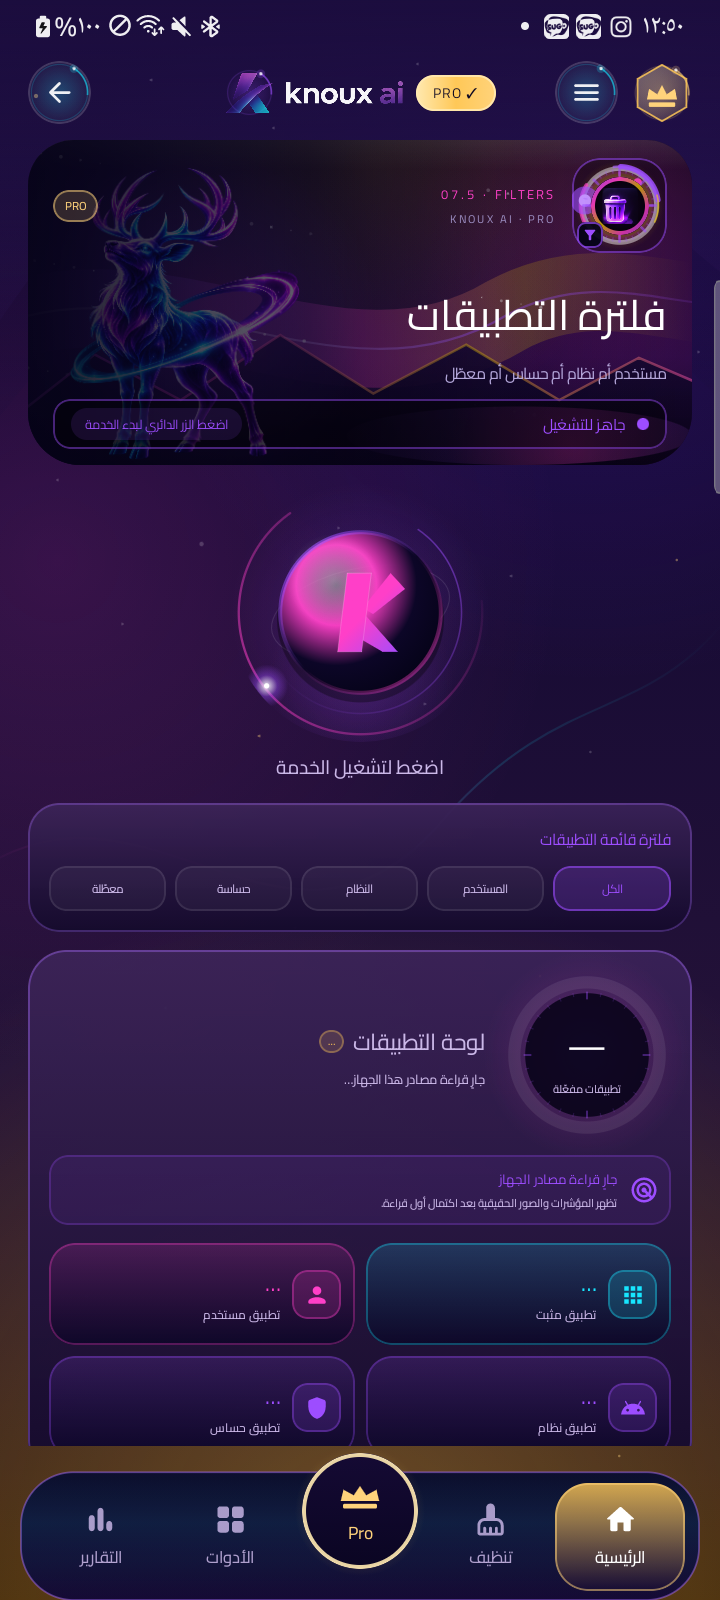 ١٢:٥٠
%١٠٠
knoux ai
PRO ✓
07.5 · FILTERS
KNOUX AI · PRO
PRO
فلترة التطبيقات
مستخدم أم نظام أم حساس أم معطّل
جاهز للتشغيل
اضغط الزر الدائري لبدء الخدمة
اضغط لتشغيل الخدمة
فلترة قائمة التطبيقات
الكل
المستخدم
النظام
حساسة
معطّلة
لوحة التطبيقات
...
جارٍ قراءة مصادر هذا الجهاز...
—
تطبيقات مفعّلة
جارٍ قراءة مصادر الجهاز
تظهر المؤشرات والصور الحقيقية بعد اكتمال أول قراءة.
...
تطبيق مثبت
...
تطبيق مستخدم
...
تطبيق نظام
...
تطبيق حساس
الرئيسية
تنظيف
Pro
الأدوات
التقارير